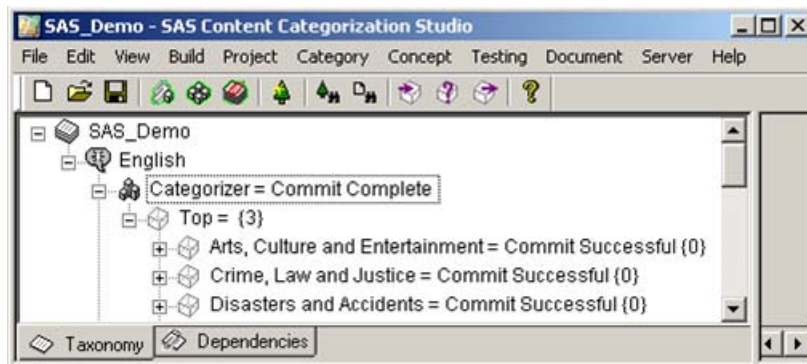 SAS_Demo - SAS Content Categorization Studio
File Edit View Build Project Category Concept Testing Document Server Help
SAS_Demo
English
Categorizer = Commit Complete
Top = {3}
Arts, Culture and Entertainment = Commit Successful {0}
Crime, Law and Justice = Commit Successful {0}
Disasters and Accidents = Commit Successful {0}
Taxonomy Dependencies